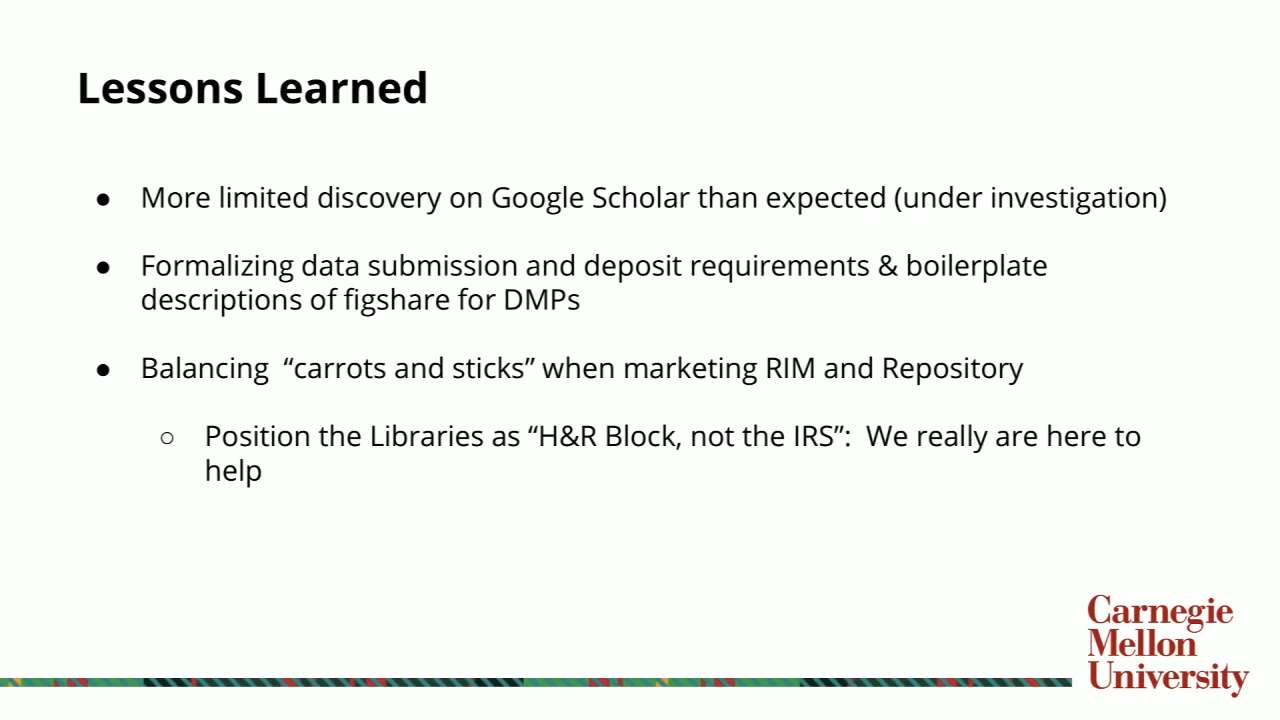 Lessons Learned
● More limited discovery on Google Scholar than expected (under investigation)
● Formalizing data submission and deposit requirements & boilerplate
descriptions of figshare for DMPs
● Balancing  “carrots and sticks” when marketing RIM and Repository
○ Position the Libraries as “H&R Block, not the IRS”:  We really are here to
help
Carnegie
Mellon
University